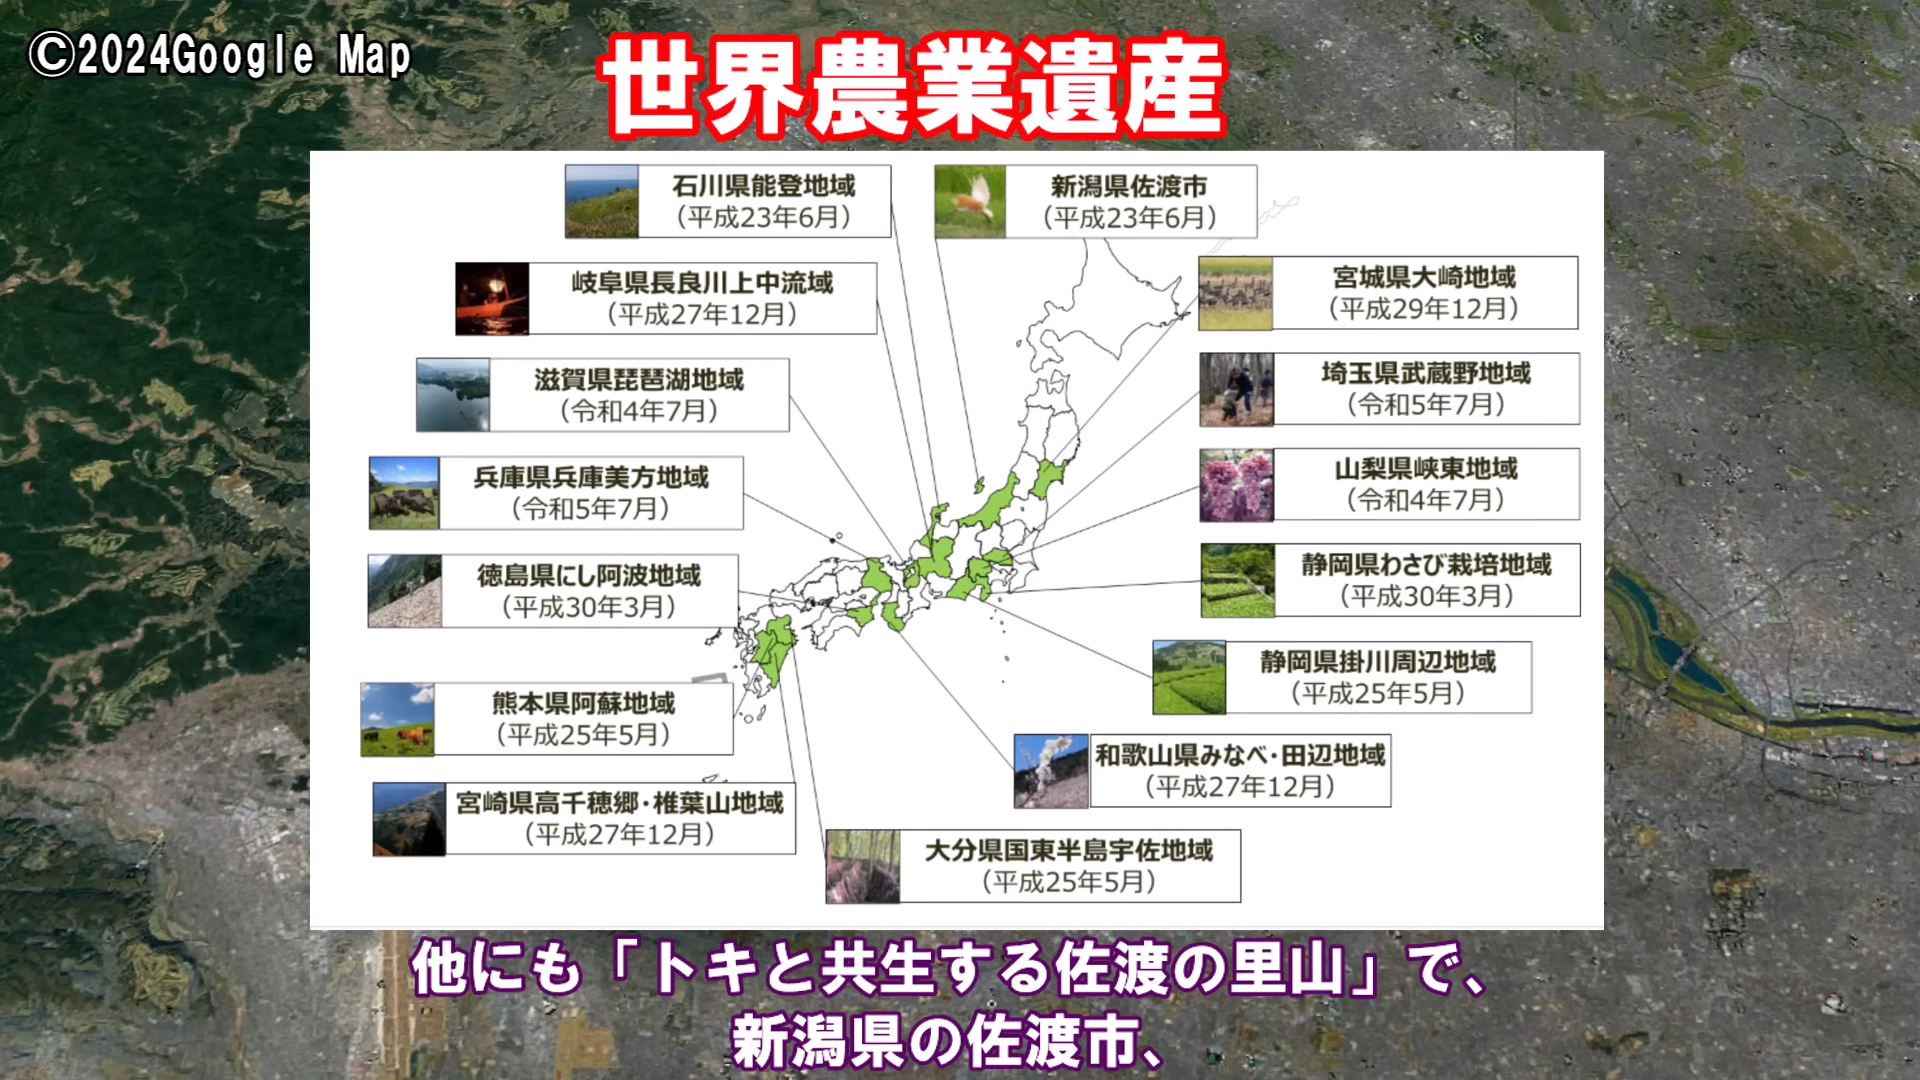 ©2024Google Map
世界農業遺産
石川県能登地域
（平成23年6月）
新潟県佐渡市
（平成23年6月）
岐阜県長良川上中流域
（平成27年12月）
宮城県大崎地域
（平成29年12月）
滋賀県琵琶湖地域
（令和4年7月）
埼玉県武蔵野地域
（令和5年7月）
兵庫県兵庫美方地域
（令和5年7月）
山梨県峡東地域
（令和4年7月）
徳島県にし阿波地域
（平成30年3月）
静岡県わさび栽培地域
（平成30年3月）
熊本県阿蘇地域
（平成25年5月）
静岡県掛川周辺地域
（平成25年5月）
宮崎県高千穂郷・椎葉山地域
（平成27年12月）
和歌山県みなべ・田辺地域
（平成27年12月）
大分県国東半島宇佐地域
（平成25年5月）
他にも「トキと共生する佐渡の里山」で、
新潟県の佐渡市、